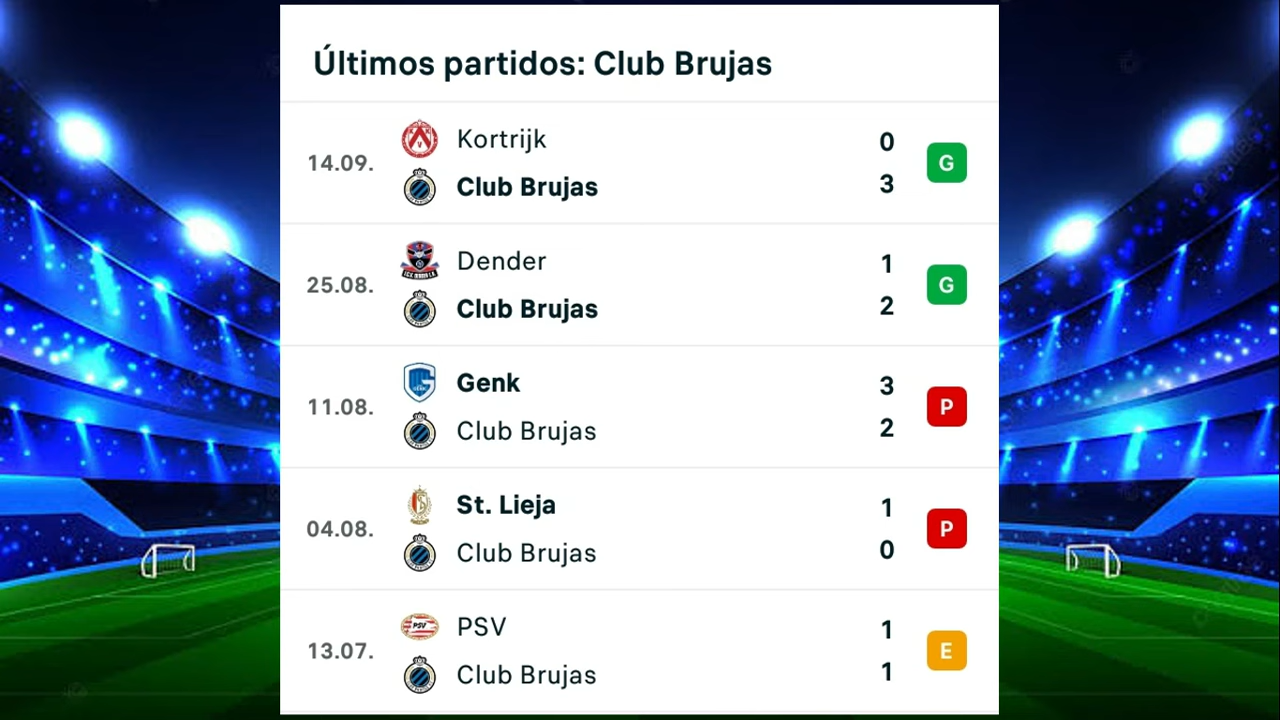 Últimos partidos: Club Brujas
14.09.
Kortrijk 0
Club Brujas 3
G
25.08.
Dender 1
Club Brujas 2
G
11.08.
Genk 3
Club Brujas 2
P
04.08.
St. Lieja 1
Club Brujas 0
P
13.07.
PSV
PSV 1
Club Brujas 1
E